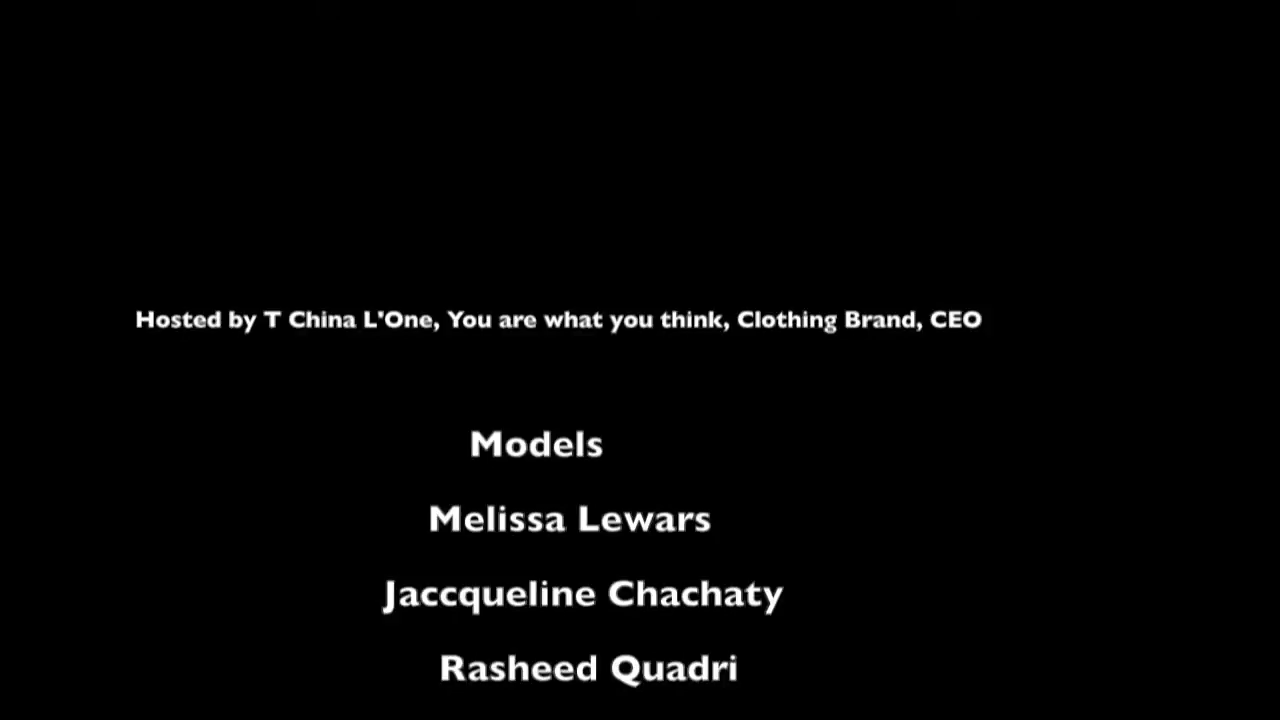 Hosted by T China L'One, You are what you think, Clothing Brand, CEO
Models
Melissa Lewars
Jaccqueline Chachaty
Rasheed Quadri